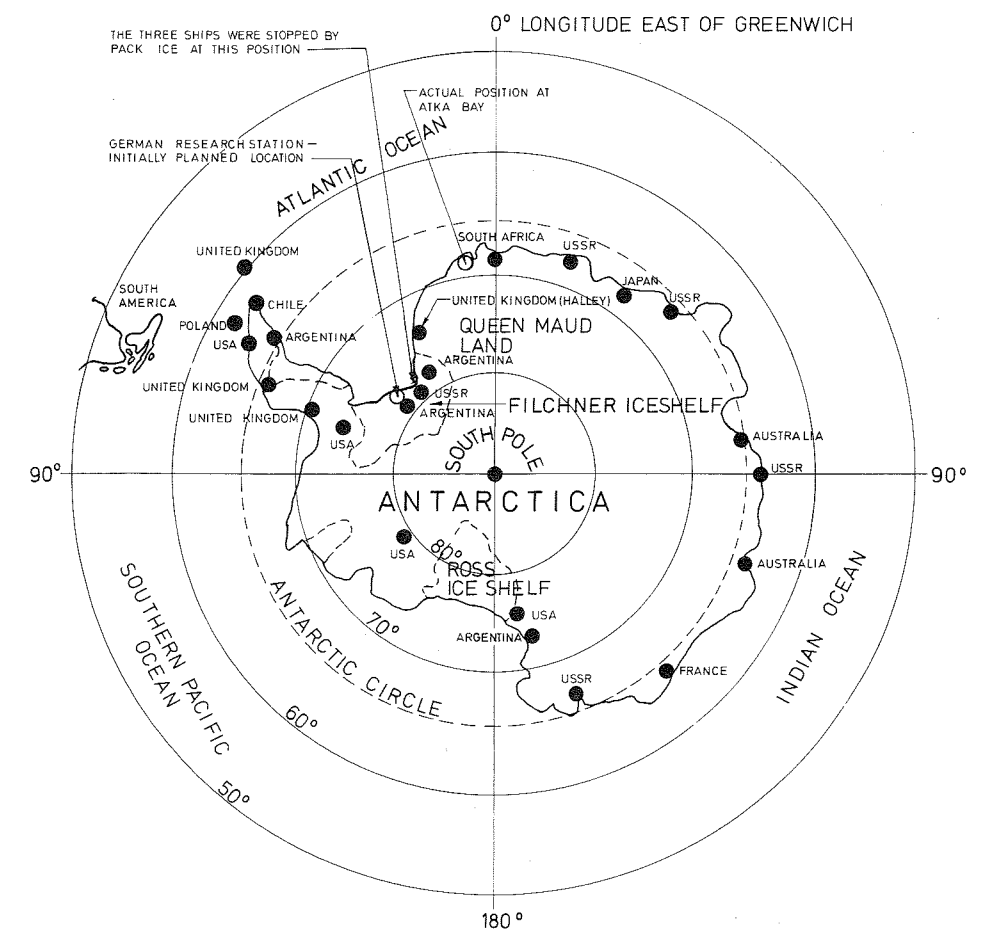 0° LONGITUDE EAST OF GREENWICH
THE THREE SHIPS WERE STOPPED BY
PACK ICE AT THIS POSITION
ACTUAL POSITION AT
ATKA BAY
GERMAN RESEARCH STATION —
INITIALLY PLANNED LOCATION
ATLANTIC OCEAN
SOUTH AFRICA
USSR
UNITED KINGDOM
JAPAN
USSR
SOUTH
AMERICA
CHILE
UNITED KINGDOM (HALLEY)
POLAND
USA
ARGENTINA
QUEEN MAUD
LAND
ARGENTINA
UNITED KINGDOM
USSR
ARGENTINA
FILCHNER ICESHELF
UNITED KINGDOM
USA
SOUTH POLE
AUSTRALIA
USSR
90°
90°
ANTARCTICA
USA
80°
ROSS
ICE SHELF
AUSTRALIA
USA
ARGENTINA
70°
ANTARCTIC CIRCLE
USSR
FRANCE
INDIAN OCEAN
SOUTHERN PACIFIC
OCEAN
60°
50°
180°